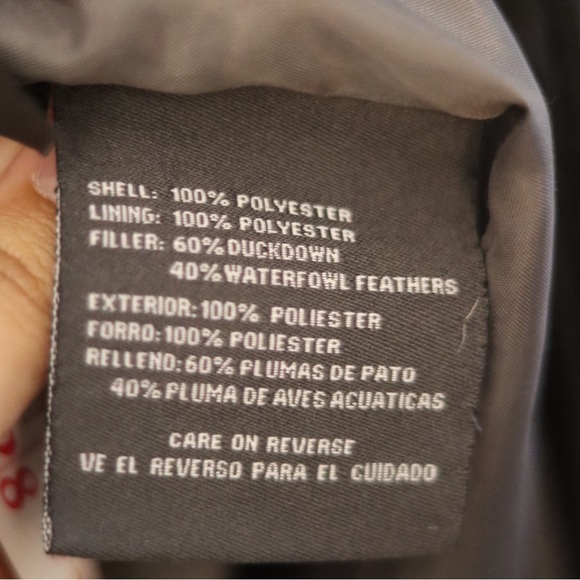 SHELL: 100% POLYESTER
LINING: 100% POLYESTER
FILLER: 60% DUCKDOWN
40% WATERFOWL FEATHERS
EXTERIOR: 100% POLIESTER
FORRO: 100% POLIESTER
RELLENO: 60% PLUMAS DE PATO
40% PLUMA DE AVES ACUATICAS
CARE ON REVERSE
VE EL REVERSO PARA EL CUIDADO